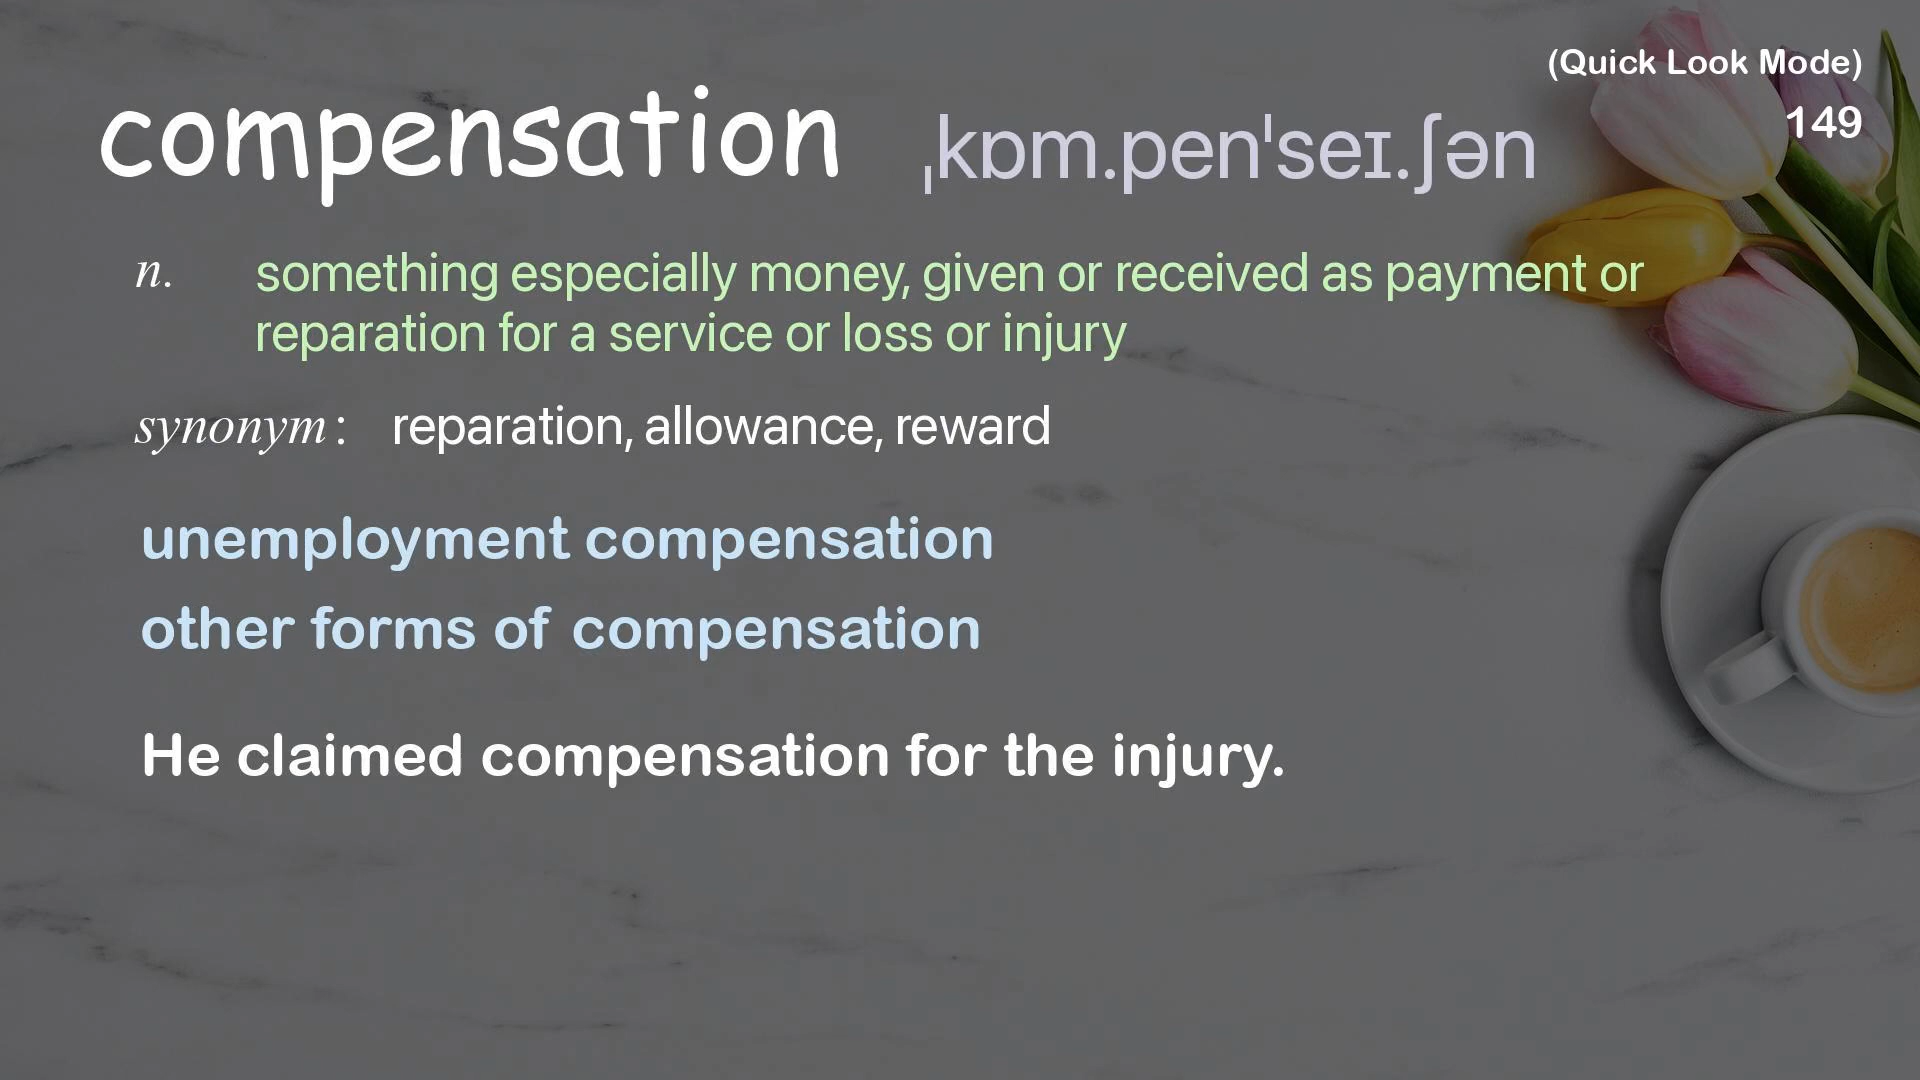 (Quick Look Mode)
149
compensation ˌkɒm.penˈseɪ.ʃən
n. something especially money, given or received as payment or
reparation for a service or loss or injury
synonym: reparation, allowance, reward
unemployment compensation
other forms of compensation
He claimed compensation for the injury.